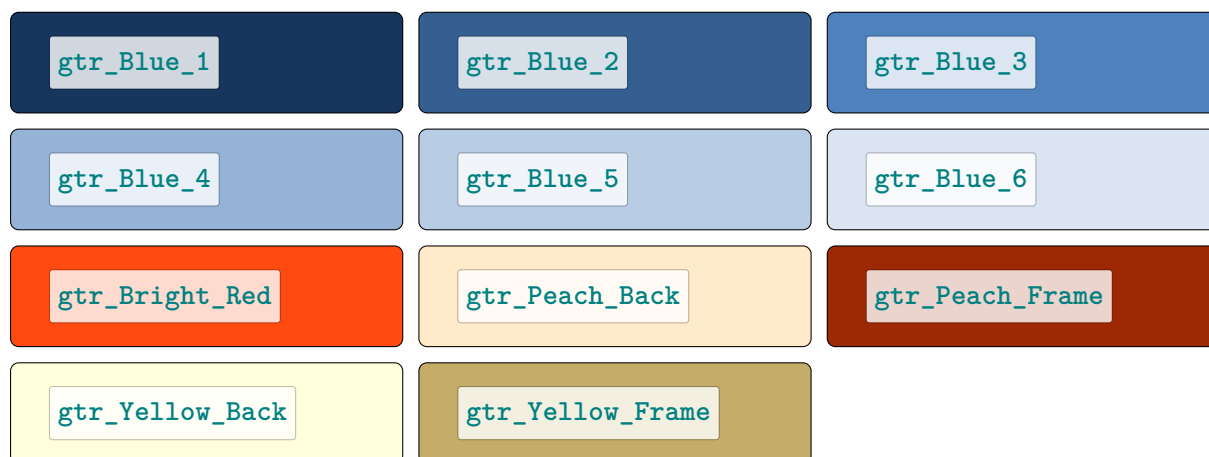 gtr_Blue_1
gtr_Blue_2
gtr_Blue_3
gtr_Blue_4
gtr_Blue_5
gtr_Blue_6
gtr_Bright_Red
gtr_Peach_Back
gtr_Peach_Frame
gtr_Yellow_Back
gtr_Yellow_Frame